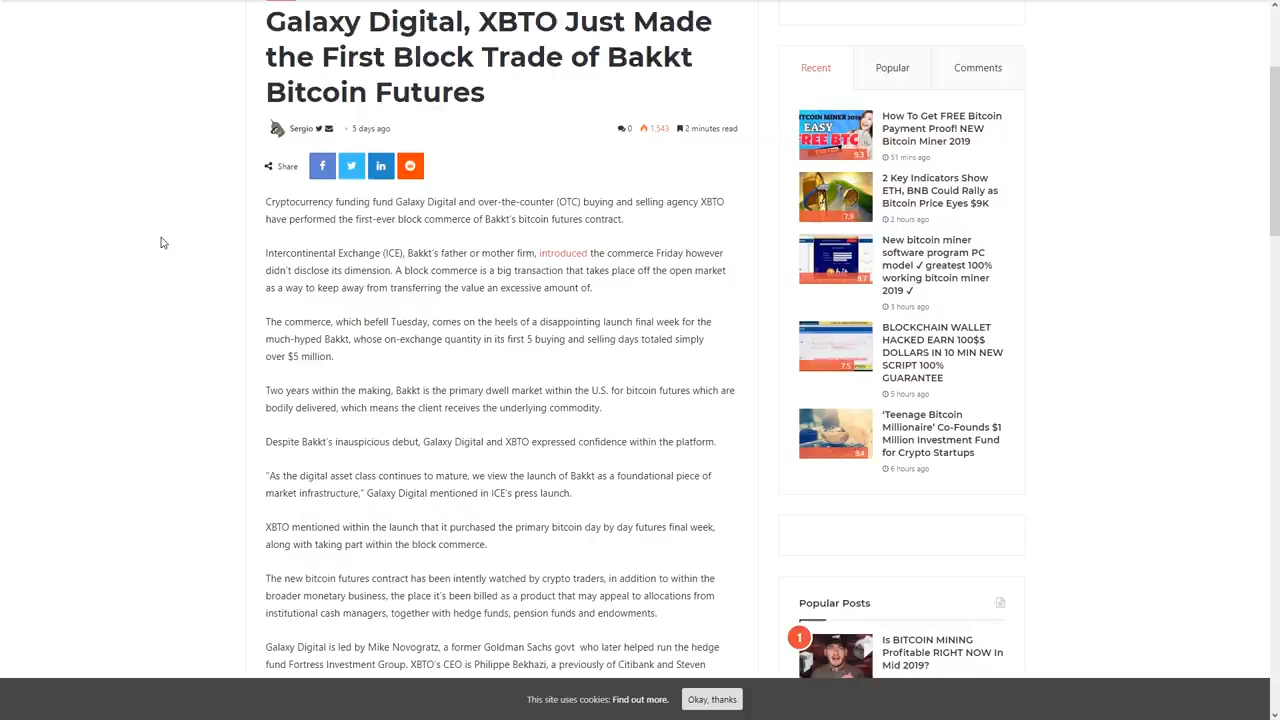 Galaxy Digital, XBTO Just Made
the First Block Trade of Bakkt
Bitcoin Futures
Sergio
5 days ago
0
1,543
2 minutes read
Share
Cryptocurrency funding fund Galaxy Digital and over-the-counter (OTC) buying and selling agency XBTO
have performed the first-ever block commerce of Bakkt's bitcoin futures contract.
Intercontinental Exchange (ICE), Bakkt's father or mother firm, introduced the commerce Friday however
didn't disclose its dimension. A block commerce is a big transaction that takes place off the open market
as a way to keep away from transferring the value an excessive amount of.
The commerce, which befell Tuesday, comes on the heels of a disappointing launch final week for the
much-hyped Bakkt, whose on-exchange quantity in its first 5 buying and selling days totaled simply
over $5 million.
Two years within the making, Bakkt is the primary dwell market within the U.S. for bitcoin futures which are
bodily delivered, which means the client receives the underlying commodity.
Despite Bakkt's inauspicious debut, Galaxy Digital and XBTO expressed confidence within the platform.
"As the digital asset class continues to mature, we view the launch of Bakkt as a foundational piece of
market infrastructure," Galaxy Digital mentioned in ICE's press launch.
XBTO mentioned within the launch that it purchased the primary bitcoin day by day futures final week,
along with taking part within the block commerce.
The new bitcoin futures contract has been intently watched by crypto traders, in addition to within the
broader monetary business, the place it's been billed as a product that may appeal to allocations from
institutional cash managers, together with hedge funds, pension funds and endowments.
Galaxy Digital is led by Mike Novogratz, a former Goldman Sachs govt who later helped run the hedge
fund Fortress Investment Group. XBTO's CEO is Philippe Bekhazi, a previously of Citibank and Steven
Recent
Popular
Comments
How To Get FREE Bitcoin
Payment Proof! NEW
Bitcoin Miner 2019
51 mins ago
BITCOIN MINER 2019
EASY
FREE BTC
9.3
2 Key Indicators Show
ETH, BNB Could Rally as
Bitcoin Price Eyes $9K
2 hours ago
7.9
New bitcoin miner
software program PC
model ✓ greatest 100%
working bitcoin miner
2019 ✓
3 hours ago
8.7
BLOCKCHAIN WALLET
HACKED EARN 100$$
DOLLARS IN 10 MIN NEW
SCRIPT 100%
GUARANTEE
5 hours ago
7.5
'Teenage Bitcoin
Millionaire' Co-Founds $1
Million Investment Fund
for Crypto Startups
6 hours ago
9.4
Popular Posts
1
Is BITCOIN MINING
Profitable RIGHT NOW In
Mid 2019?
This site uses cookies: Find out more.
Okay, thanks